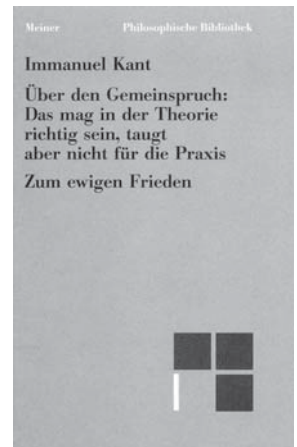 Meiner Philosophische Bibliothek
Immanuel Kant
Über den Gemeinspruch:
Das mag in der Theorie
richtig sein, taugt
aber nicht für die Praxis
Zum ewigen Frieden